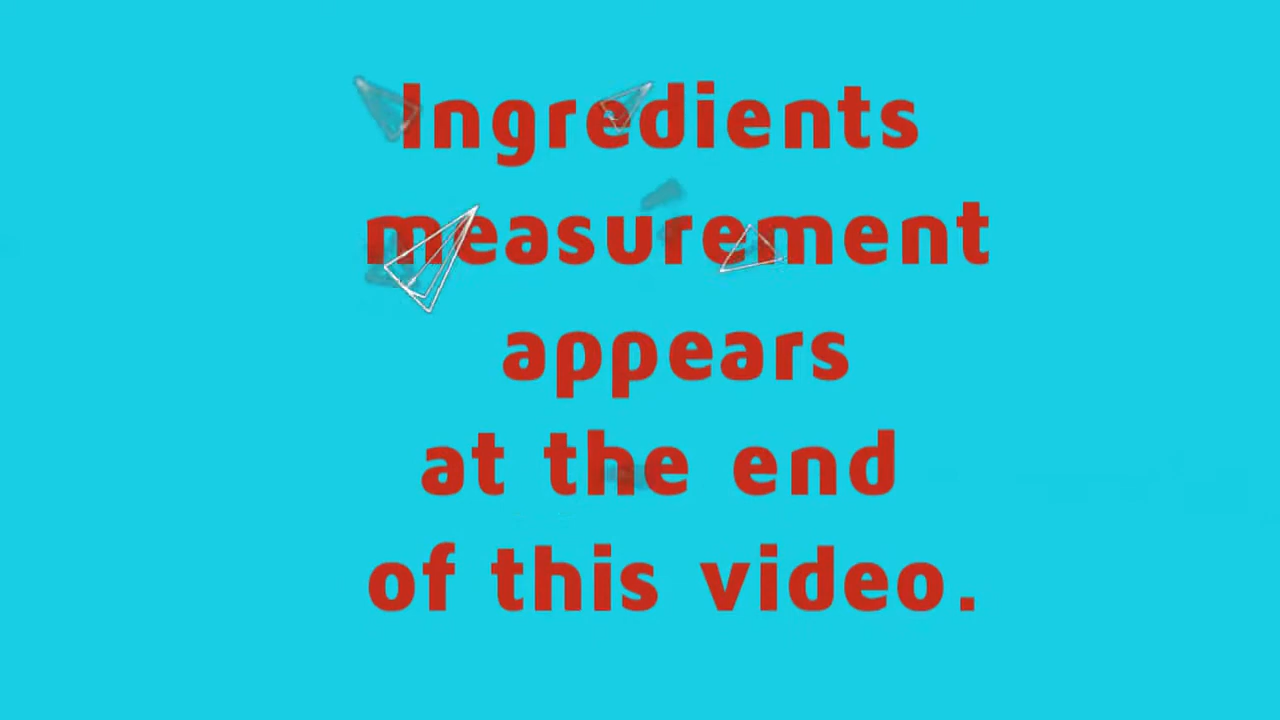 Ingredients
measurement
appears
at the end
of this video.